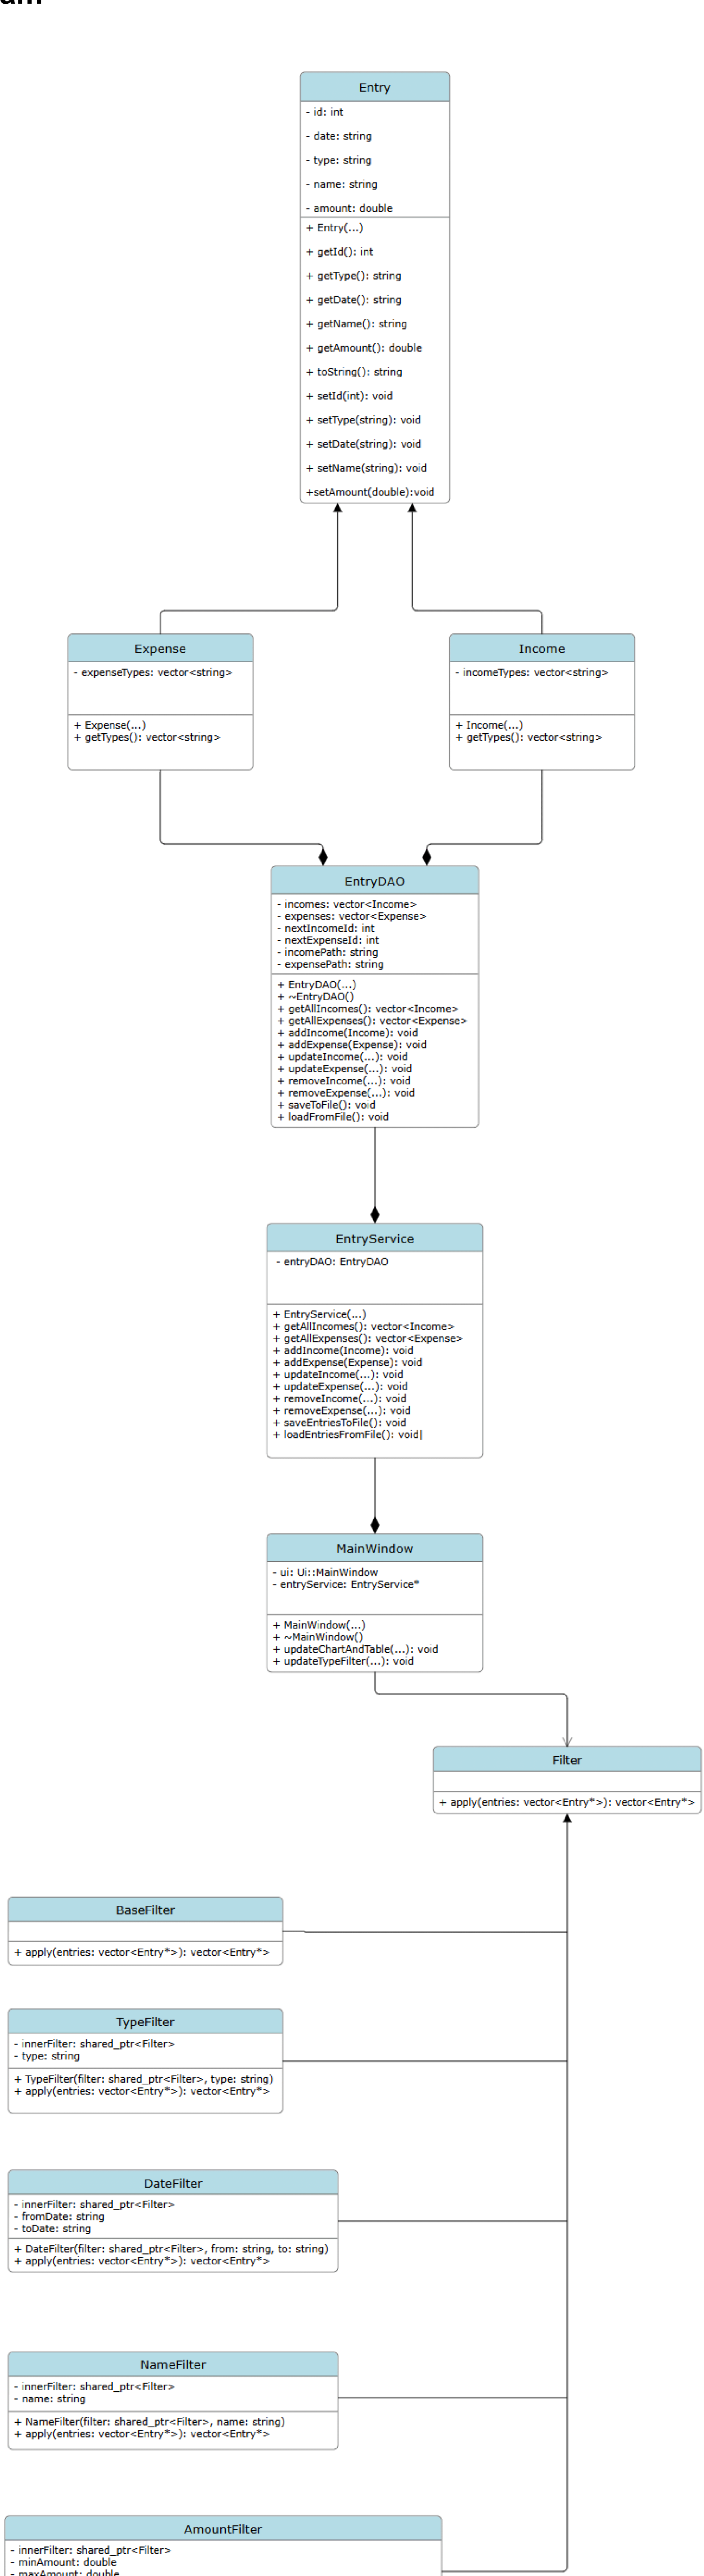 Entry
- id: int
- date: string
- type: string
- name: string
- amount: double
+ Entry(...)
+ getId(): int
+ getType(): string
+ getDate(): string
+ getName(): string
+ getAmount(): double
+ toString(): string
+ setId(int): void
+ setType(string): void
+ setDate(string): void
+ setName(string): void
+setAmount(double):void
Expense
- expenseTypes: vector<string>
+ Expense(...)
+ getTypes(): vector<string>
Income
- incomeTypes: vector<string>
+ Income(...)
+ getTypes(): vector<string>
EntryDAO
- incomes: vector<Income>
- expenses: vector<Expense>
- nextIncomeId: int
- nextExpenseId: int
- incomePath: string
- expensePath: string
+ EntryDAO(...)
+ ~EntryDAO()
+ getAllIncomes(): vector<Income>
+ getAllExpenses(): vector<Expense>
+ addIncome(Income): void
+ addExpense(Expense): void
+ updateIncome(...): void
+ updateExpense(...): void
+ removeIncome(...): void
+ removeExpense(...): void
+ saveToFile(): void
+ loadFromFile(): void
EntryService
- entryDAO: EntryDAO
+ EntryService(...)
+ getAllIncomes(): vector<Income>
+ getAllExpenses(): vector<Expense>
+ addIncome(Income): void
+ addExpense(Expense): void
+ updateIncome(...): void
+ updateExpense(...): void
+ removeIncome(...): void
+ removeExpense(...): void
+ saveEntriesToFile(): void
+ loadEntriesFromFile(): void|
MainWindow
- ui: Ui::MainWindow
- entryService: EntryService*
+ MainWindow(...)
+ ~MainWindow()
+ updateChartAndTable(...): void
+ updateTypeFilter(...): void
Filter
+ apply(entries: vector<Entry*>): vector<Entry*>
BaseFilter
+ apply(entries: vector<Entry*>): vector<Entry*>
TypeFilter
- innerFilter: shared_ptr<Filter>
- type: string
+ TypeFilter(filter: shared_ptr<Filter>, type: string)
+ apply(entries: vector<Entry*>): vector<Entry*>
DateFilter
- innerFilter: shared_ptr<Filter>
- fromDate: string
- toDate: string
+ DateFilter(filter: shared_ptr<Filter>, from: string, to: string)
+ apply(entries: vector<Entry*>): vector<Entry*>
NameFilter
- innerFilter: shared_ptr<Filter>
- name: string
+ NameFilter(filter: shared_ptr<Filter>, name: string)
+ apply(entries: vector<Entry*>): vector<Entry*>
AmountFilter
- innerFilter: shared_ptr<Filter>
- minAmount: double
- maxAmount: double